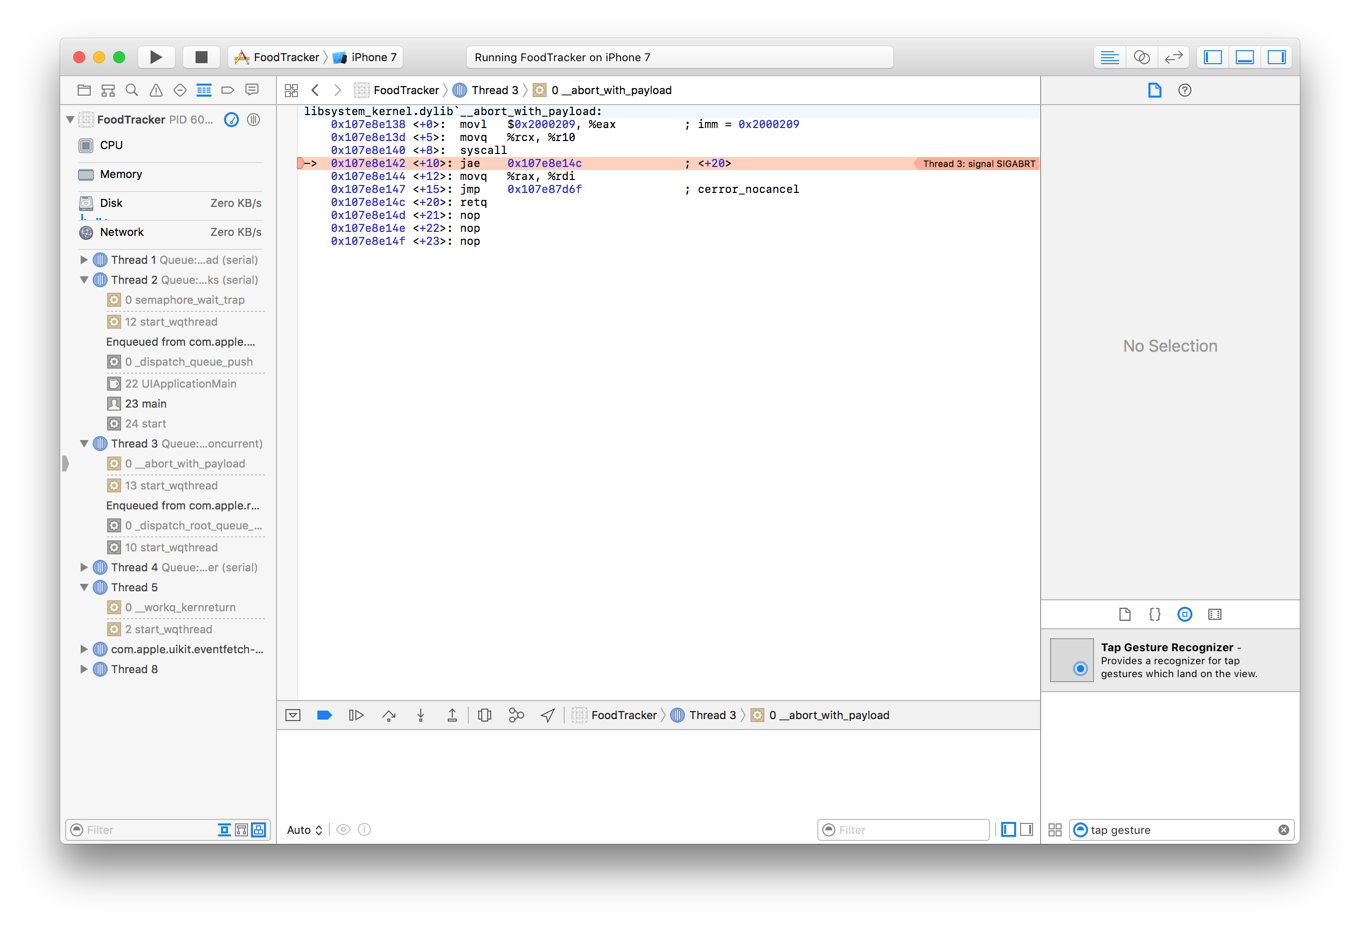 FoodTracker iPhone 7
Running FoodTracker on iPhone 7
FoodTracker Thread 3 0 __abort_with_payload
FoodTracker PID 60...
CPU
Memory
Disk Zero KB/s
Network Zero KB/s
Thread 1 Queue:...ad (serial)
Thread 2 Queue:...ks (serial)
0 semaphore_wait_trap
12 start_wqthread
Enqueued from com.apple....
0 _dispatch_queue_push
22 UIApplicationMain
23 main
24 start
Thread 3 Queue:...oncurrent)
0 __abort_with_payload
13 start_wqthread
Enqueued from com.apple.r...
0 _dispatch_root_queue_...
10 start_wqthread
Thread 4 Queue:...er (serial)
Thread 5
0 __workq_kernreturn
2 start_wqthread
com.apple.uikit.eventfetch-...
Thread 8
Filter
libsystem_kernel.dylib`__abort_with_payload:
0x107e8e138 <+0>: movl $0x2000209, %eax ; imm = 0x2000209
0x107e8e13d <+5>: movq %rcx, %r10
0x107e8e140 <+8>: syscall
-> 0x107e8e142 <+10>: jae 0x107e8e14c ; <+20> Thread 3: signal SIGABRT
0x107e8e144 <+12>: movq %rax, %rdi
0x107e8e147 <+15>: jmp 0x107e87d6f ; cerror_nocancel
0x107e8e14c <+20>: retq
0x107e8e14d <+21>: nop
0x107e8e14e <+22>: nop
0x107e8e14f <+23>: nop
FoodTracker Thread 3 0 __abort_with_payload
Auto
Filter
No Selection
{}
Tap Gesture Recognizer -
Provides a recognizer for tap
gestures which land on the view.
tap gesture